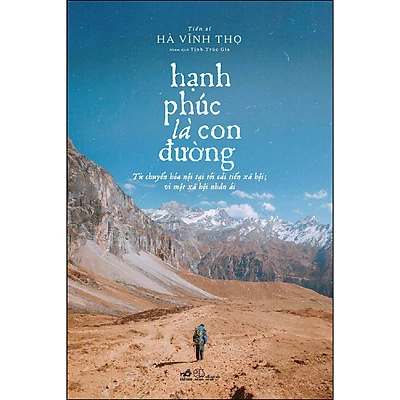 Tiến sĩ
HÀ VĨNH THỌ
Nhóm dịch Tịnh Trúc Gia
hạnh
phúc
là con
đường
Từ chuyển hóa nội tại tới cải tiến xã hội;
vì một xã hội nhân ái